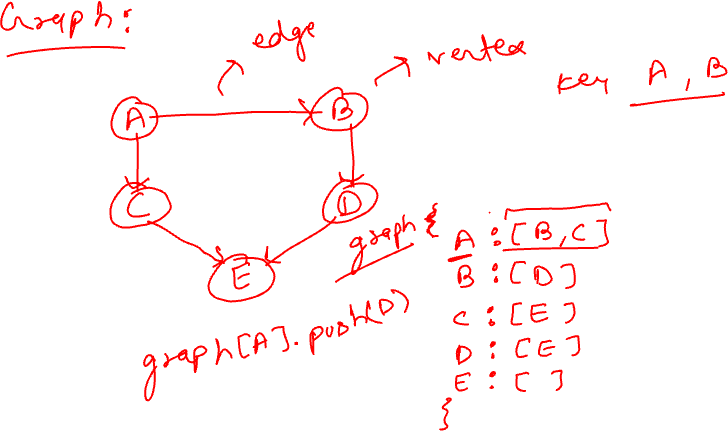 Graph:
edge
vertex
key A, B
A
B
C
D
E
graph {
A : [B, C]
B : [D]
C : [E]
D : [E]
E : [ ]
}
graph[A].push(D)